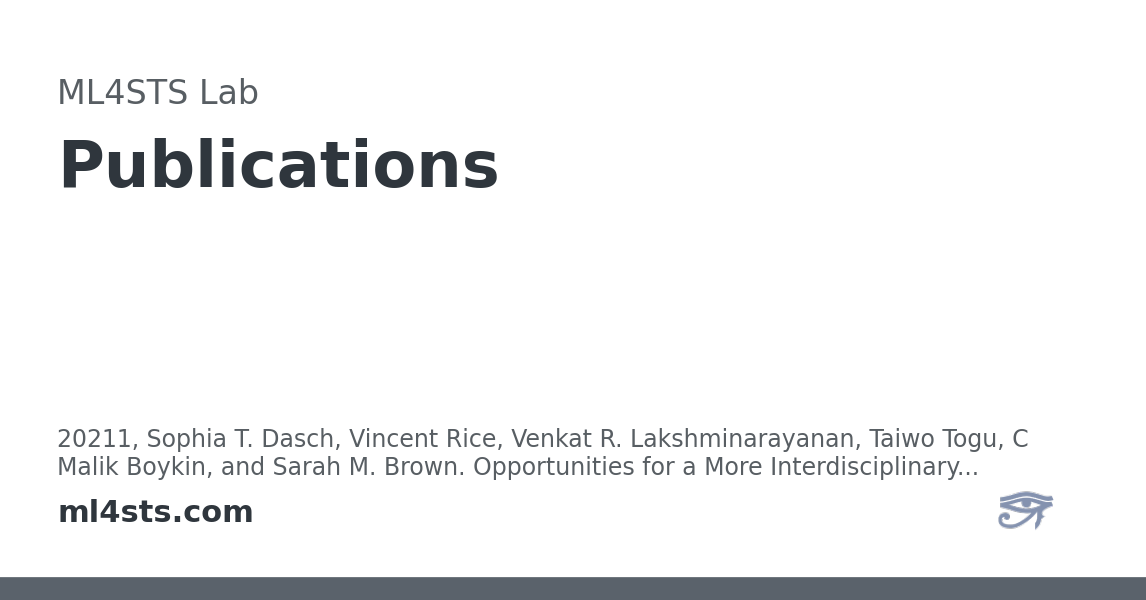 ML4STS Lab
Publications
20211, Sophia T. Dasch, Vincent Rice, Venkat R. Lakshminarayanan, Taiwo Togu, C
Malik Boykin, and Sarah M. Brown. Opportunities for a More Interdisciplinary...
ml4sts.com